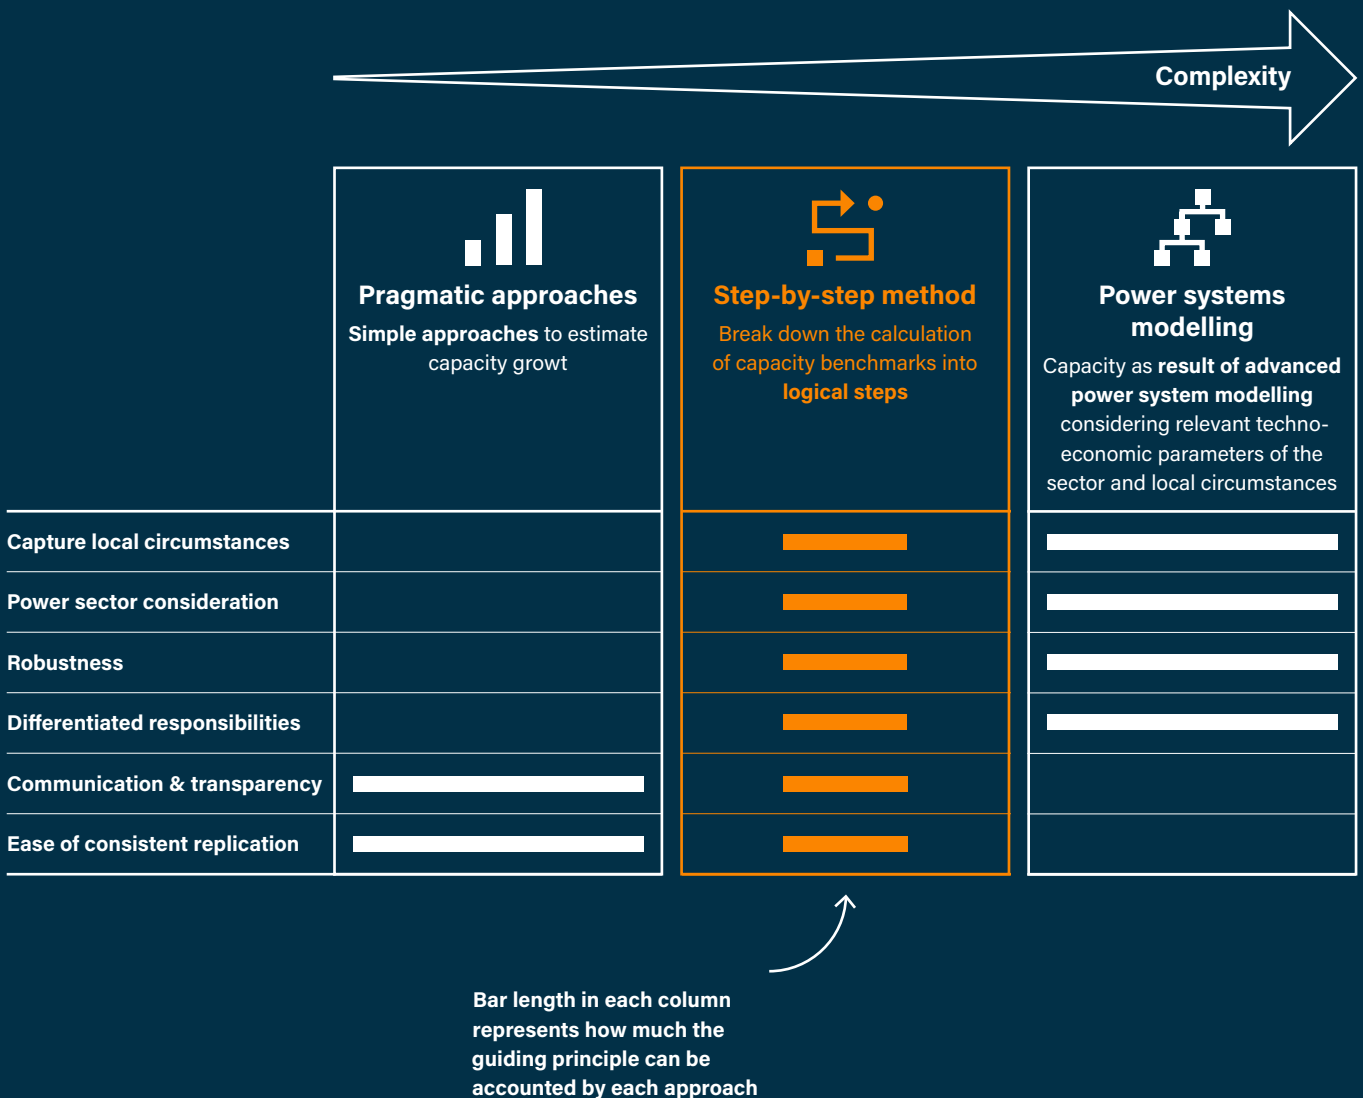 Complexity
Pragmatic approaches
Simple approaches to estimate
capacity growt
Step-by-step method
Break down the calculation
of capacity benchmarks into
logical steps
Power systems
modelling
Capacity as result of advanced
power system modelling
considering relevant techno-
economic parameters of the
sector and local circumstances
Capture local circumstances
Power sector consideration
Robustness
Differentiated responsibilities
Communication & transparency
Ease of consistent replication
Bar length in each column
represents how much the
guiding principle can be
accounted by each approach